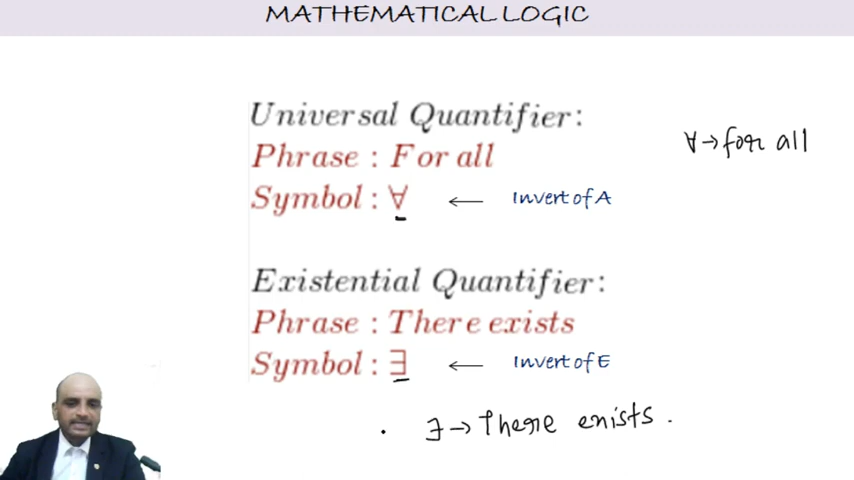 MATHEMATICAL LOGIC
Universal Quantifier:
Phrase : For all
∀→for all
Symbol : ∀ ← Invert of A
Existential Quantifier:
Phrase : There exists
Symbol : ∃ ← Invert of E
∃→There exists.